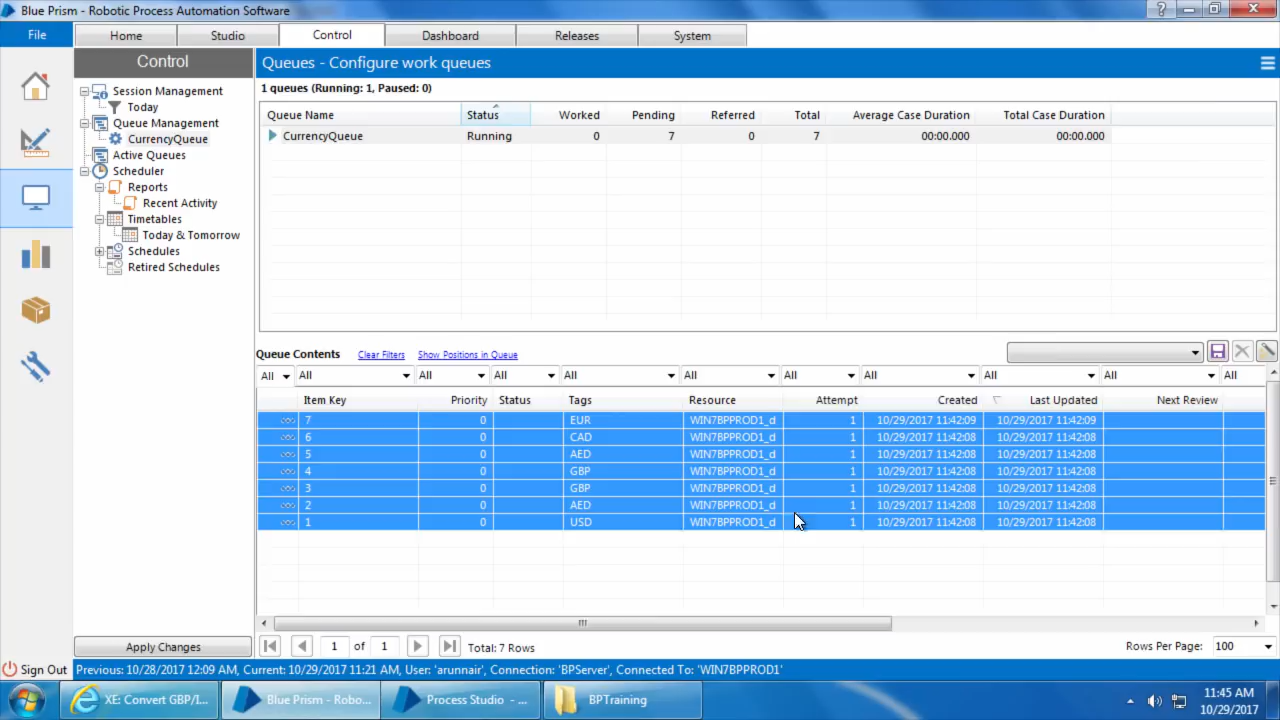 Blue Prism - Robotic Process Automation Software
File Home Studio Control Dashboard Releases System
Control
Session Management
Today
Queue Management
CurrencyQueue
Active Queues
Scheduler
Reports
Recent Activity
Timetables
Today & Tomorrow
Schedules
Retired Schedules
Apply Changes
Queues - Configure work queues
1 queues (Running: 1, Paused: 0)
Queue Name Status Worked Pending Referred Total Average Case Duration Total Case Duration
CurrencyQueue Running 0 7 0 7 00:00.000 00:00.000
Queue Contents Clear Filters Show Positions in Queue
All All All All All All All All All All All
Item Key Priority Status Tags Resource Attempt Created Last Updated Next Review
7 0 EUR WIN7BPPROD1_d 1 10/29/2017 11:42:09 10/29/2017 11:42:09
6 0 CAD WIN7BPPROD1_d 1 10/29/2017 11:42:08 10/29/2017 11:42:08
5 0 AED WIN7BPPROD1_d 1 10/29/2017 11:42:08 10/29/2017 11:42:08
4 0 GBP WIN7BPPROD1_d 1 10/29/2017 11:42:08 10/29/2017 11:42:08
3 0 GBP WIN7BPPROD1_d 1 10/29/2017 11:42:08 10/29/2017 11:42:08
2 0 AED WIN7BPPROD1_d 1 10/29/2017 11:42:08 10/29/2017 11:42:08
1 0 USD WIN7BPPROD1_d 1 10/29/2017 11:42:08 10/29/2017 11:42:08
1 of 1 Total: 7 Rows Rows Per Page: 100
Sign Out Previous: 10/28/2017 12:09 AM, Current: 10/29/2017 11:21 AM, User: 'arunnair', Connection: 'BPServer', Connected To: 'WIN7BPPROD1'
XE: Convert GBP/I... Blue Prism - Robo... Process Studio - ... BPTraining
11:45 AM
10/29/2017